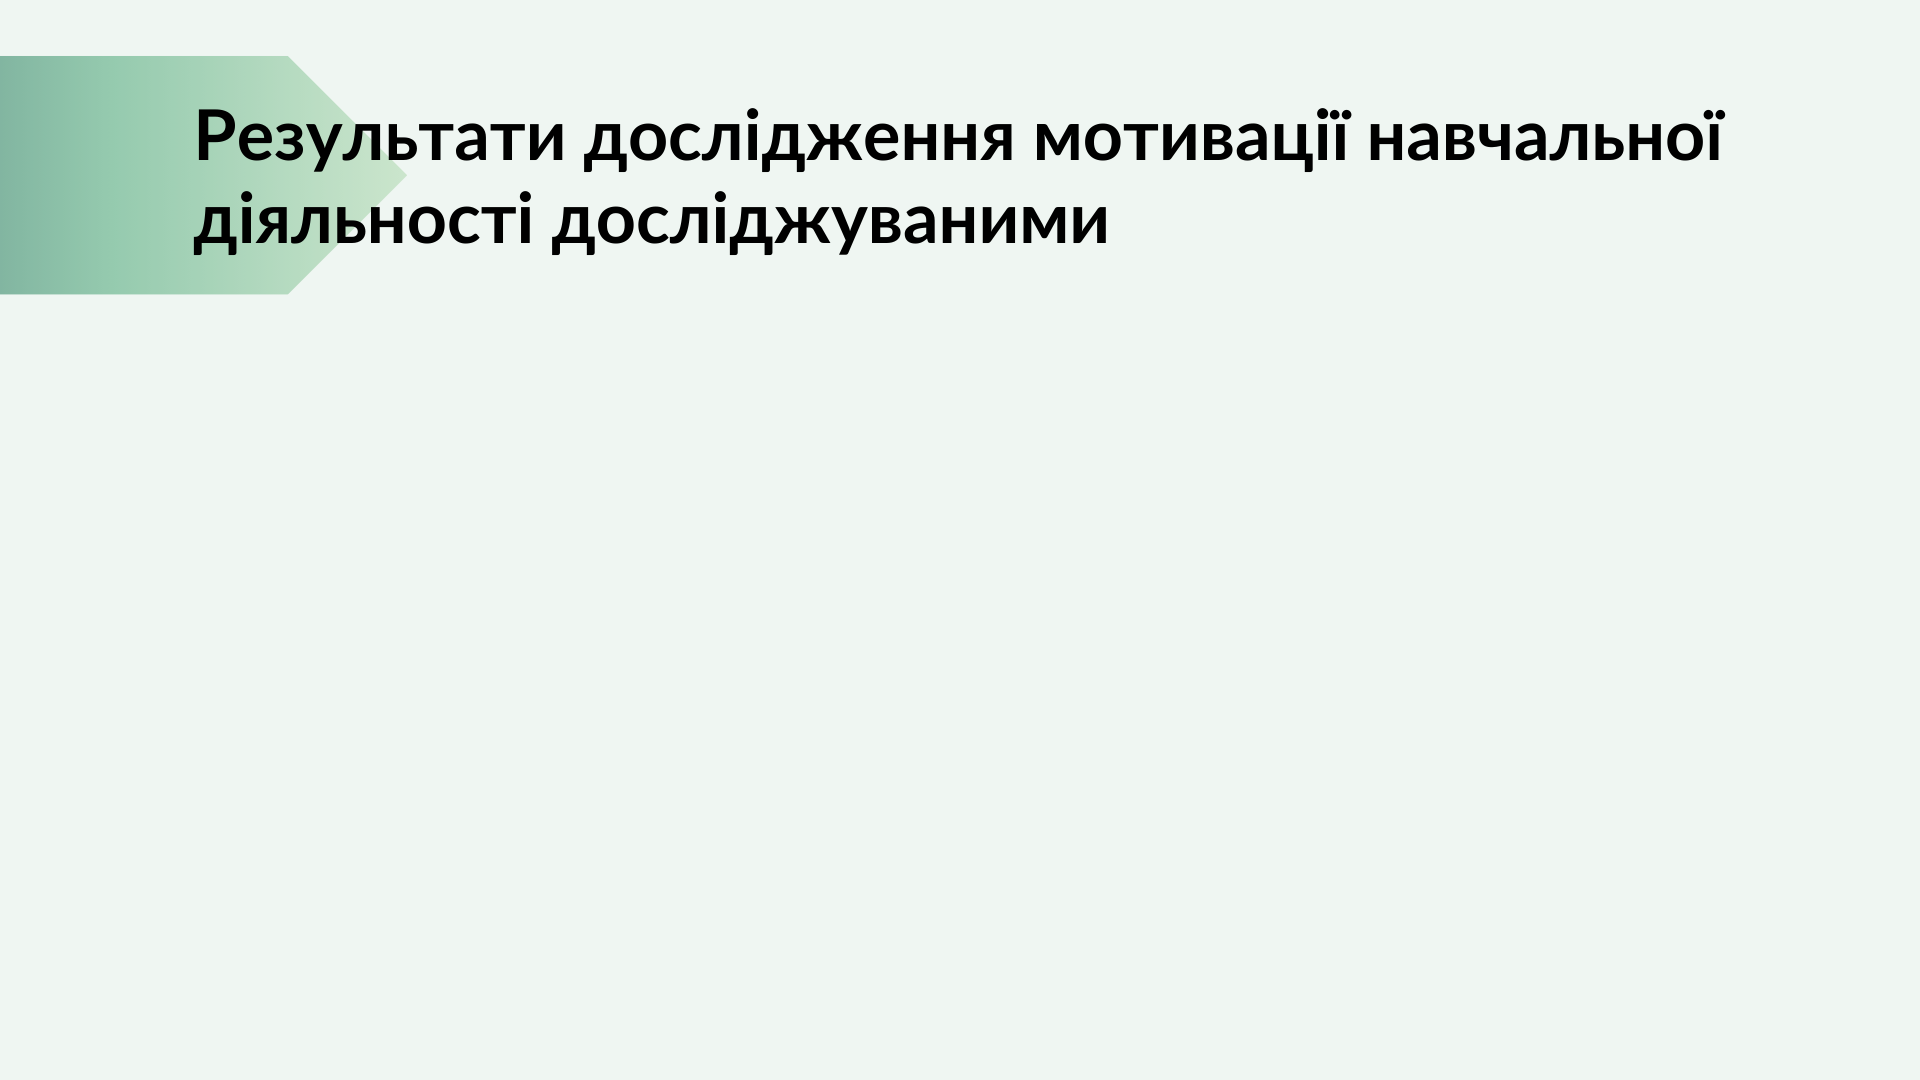 Результати дослідження мотивації навчальної
діяльності досліджуваними